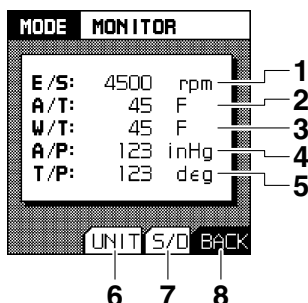 MODE MONITOR
E/S: 4500 rpm 1
A/T: 45 F 2
W/T: 45 F 3
A/P: 123 inHg 4
T/P: 123 deg 5
UNIT S/D BACK
6 7 8